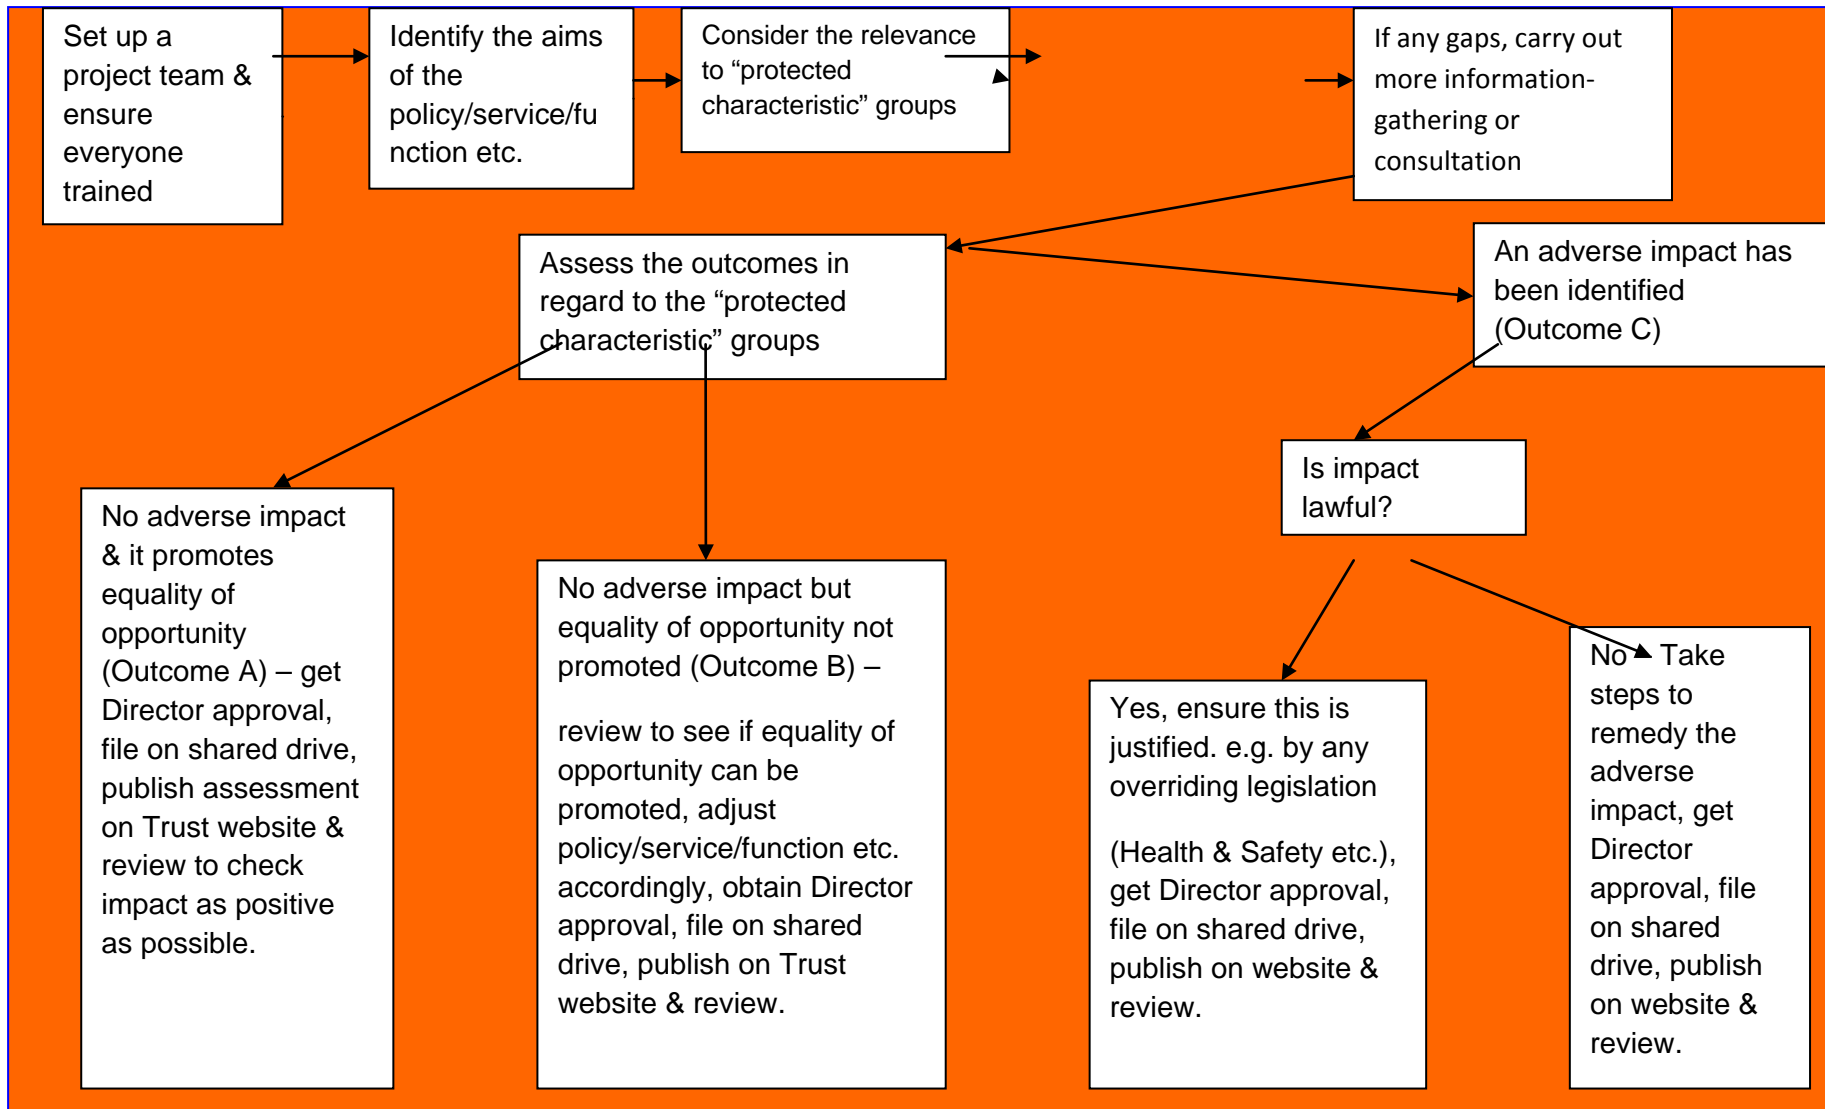 Set up a
project team &
ensure
everyone
trained
Identify the aims
of the
policy/service/fu
nction etc.
Consider the relevance
to “protected
characteristic” groups
If any gaps, carry out
more information-
gathering or
consultation
Assess the outcomes in
regard to the “protected
characteristic” groups
An adverse impact has
been identified
(Outcome C)
Is impact
lawful?
No adverse impact
& it promotes
equality of
opportunity
(Outcome A) – get
Director approval,
file on shared drive,
publish assessment
on Trust website &
review to check
impact as positive
as possible.
No adverse impact but
equality of opportunity not
promoted (Outcome B) –
review to see if equality of
opportunity can be
promoted, adjust
policy/service/function etc.
accordingly, obtain Director
approval, file on shared
drive, publish on Trust
website & review.
Yes, ensure this is
justified. e.g. by any
overriding legislation
(Health & Safety etc.),
get Director approval,
file on shared drive,
publish on website &
review.
No Take
steps to
remedy the
adverse
impact, get
Director
approval, file
on shared
drive, publish
on website &
review.